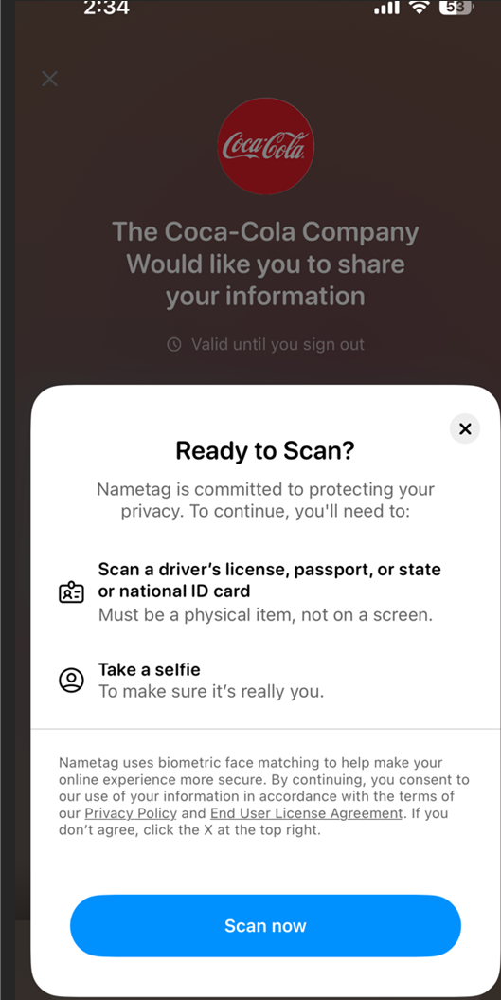 2:34
53
Coca-Cola
The Coca-Cola Company
Would like you to share
your information
Valid until you sign out
Ready to Scan?
Nametag is committed to protecting your
privacy. To continue, you'll need to:
Scan a driver’s license, passport, or state
or national ID card
Must be a physical item, not on a screen.
Take a selfie
To make sure it’s really you.
Nametag uses biometric face matching to help make your
online experience more secure. By continuing, you consent to
our use of your information in accordance with the terms of
our Privacy Policy and End User License Agreement. If you
don’t agree, click the X at the top right.
Scan now